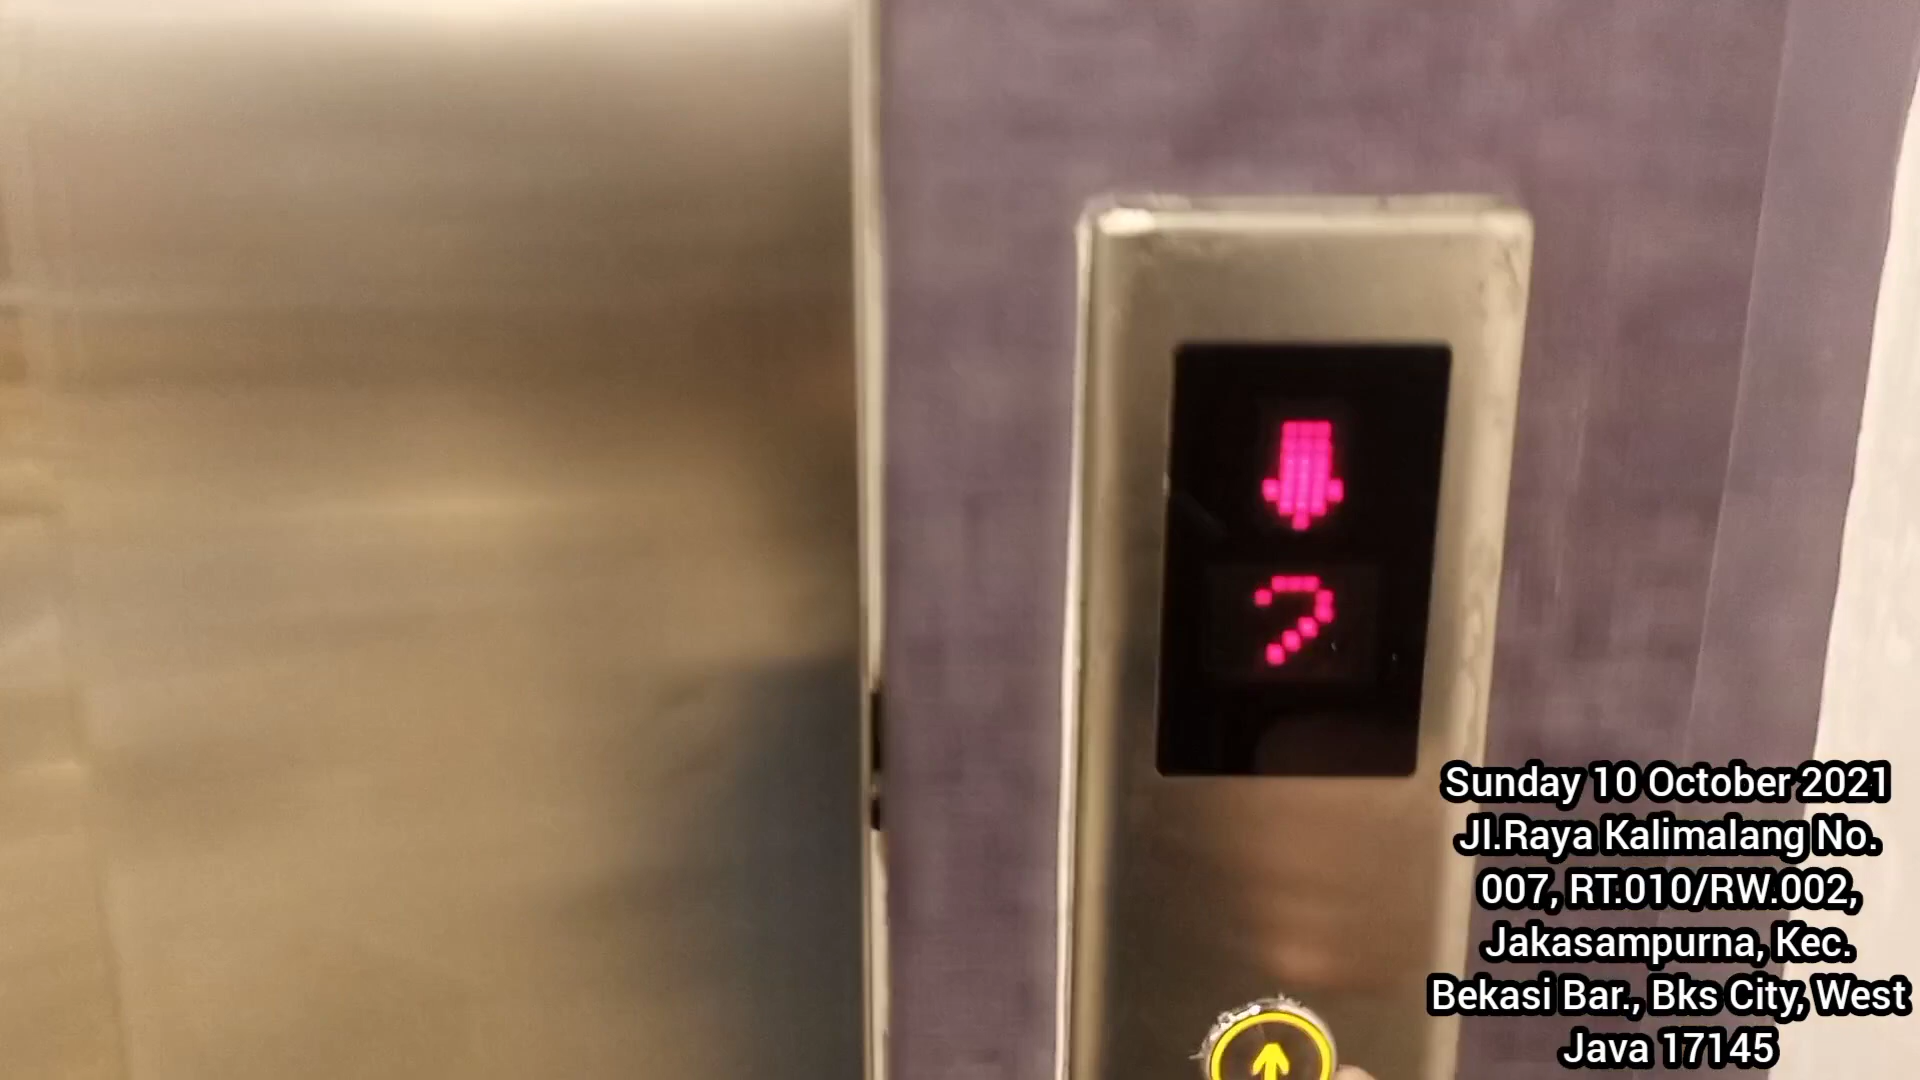 Sunday 10 October 2021
Jl.Raya Kalimalang No.
007, RT.010/RW.002,
Jakasampurna, Kec.
Bekasi Bar., Bks City, West
Java 17145